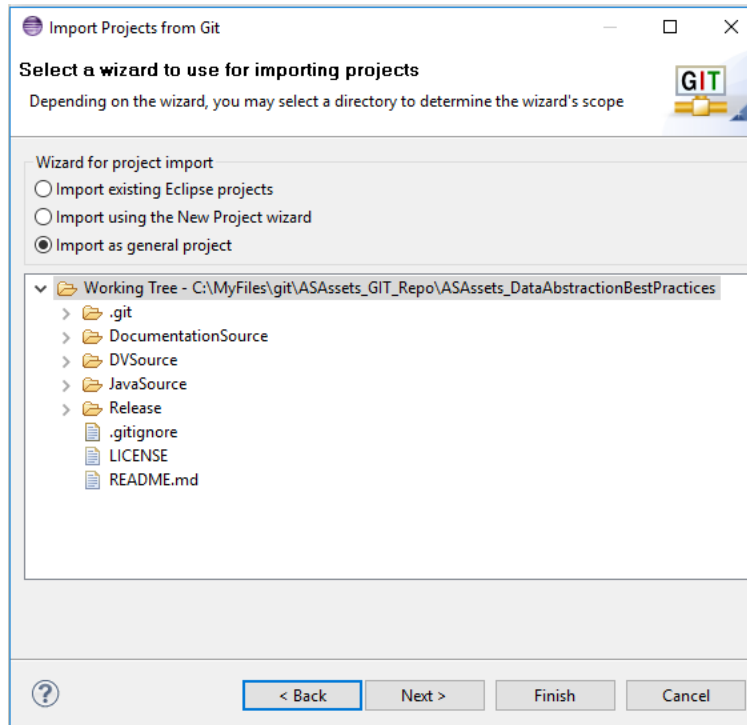 Import Projects from Git
Select a wizard to use for importing projects
Depending on the wizard, you may select a directory to determine the wizard's scope
GIT
Wizard for project import
Import existing Eclipse projects
Import using the New Project wizard
Import as general project
Working Tree - C:\MyFiles\git\ASAssets_GIT_Repo\ASAssets_DataAbstractionBestPractices
.git
DocumentationSource
DVSource
JavaSource
Release
.gitignore
LICENSE
README.md
?
< Back
Next >
Finish
Cancel